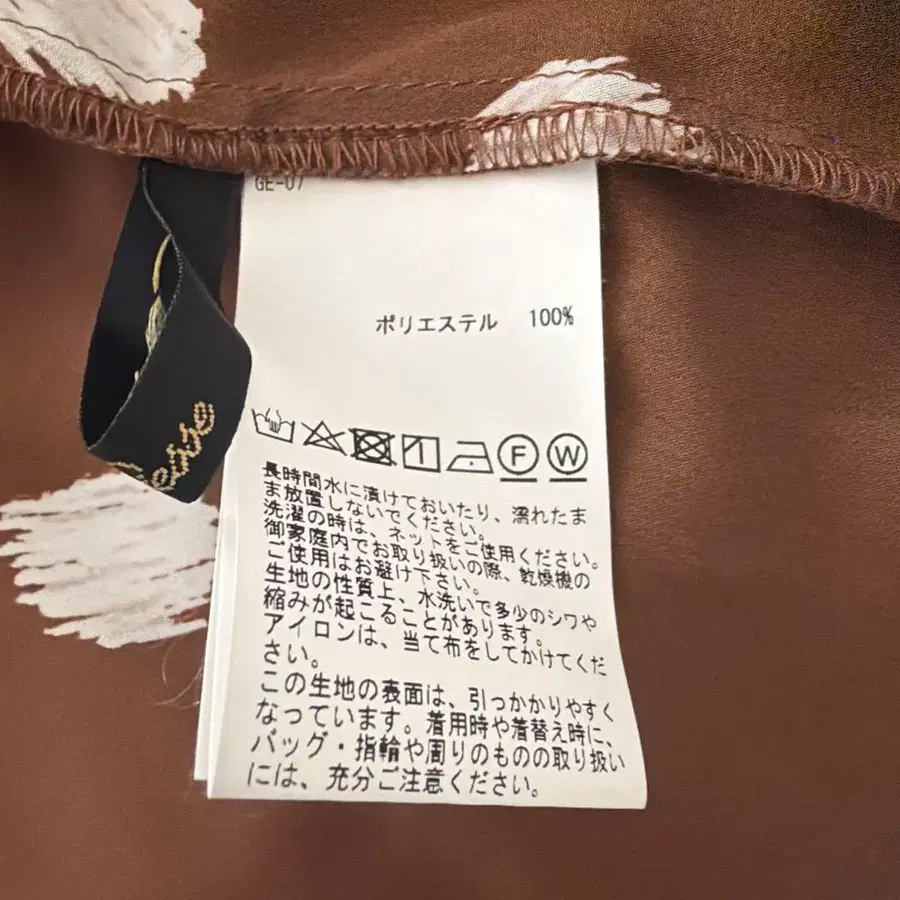 GE-07
ポリエステル 100%
F W
長時間水に漬けておいたり、濡れたま
ま放置しないでください。
洗濯の時は、ネットをご使用ください。
御家庭内でお取り扱いの際、乾燥機の
ご使用はお避け下さい。
生地の性質上、水洗いで多少のシワや
縮みが起こることがあります。
アイロンは、当て布をしてかけてくだ
さい。
この生地の表面は、引っかかりやすく
なっています。着用時や着替え時に、
バッグ・指輪や周りのものの取り扱い
には、充分ご注意ください。